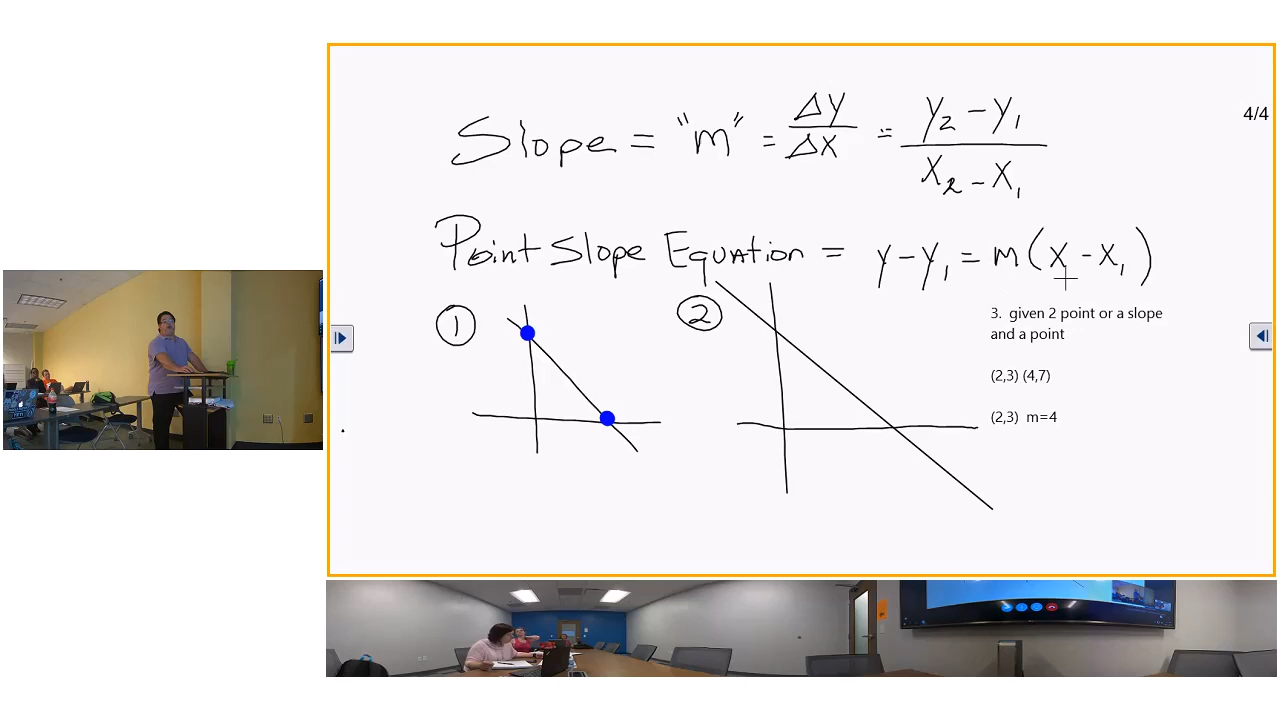 4/4
Slope = "m" = ΔY/ΔX = Y2 - Y1 / X2 - X1
Point Slope Equation = Y - Y1 = m(X - X1)
1
2
3. given 2 point or a slope
and a point
(2,3) (4,7)
(2,3) m=4